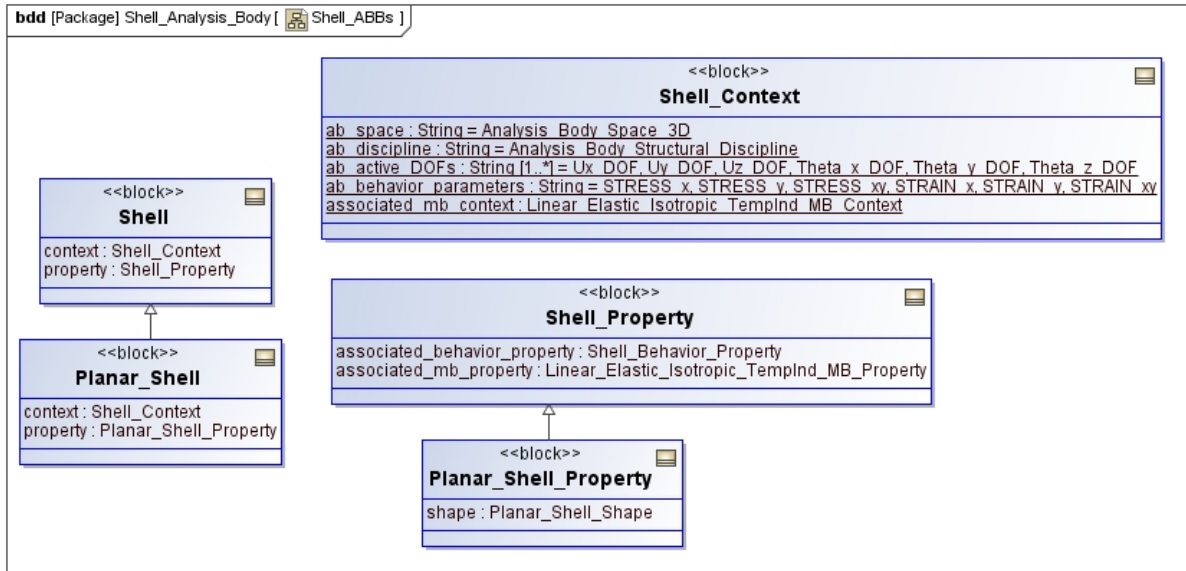 bdd [Package] Shell_Analysis_Body [ Shell_ABBs ]
<<block>>
Shell_Context
ab_space : String = Analysis_Body_Space_3D
ab_discipline : String = Analysis_Body_Structural_Discipline
ab_active_DOFs : String [1..*] = Ux_DOF, Uy_DOF, Uz_DOF, Theta_x_DOF, Theta_y_DOF, Theta_z_DOF
ab_behavior_parameters : String = STRESS_x, STRESS_y, STRESS_xy, STRAIN_x, STRAIN_y, STRAIN_xy
associated_mb_context : Linear_Elastic_Isotropic_TempInd_MB_Context
<<block>>
Shell
context : Shell_Context
property : Shell_Property
<<block>>
Shell_Property
associated_behavior_property : Shell_Behavior_Property
associated_mb_property : Linear_Elastic_Isotropic_TempInd_MB_Property
<<block>>
Planar_Shell
context : Shell_Context
property : Planar_Shell_Property
<<block>>
Planar_Shell_Property
shape : Planar_Shell_Shape